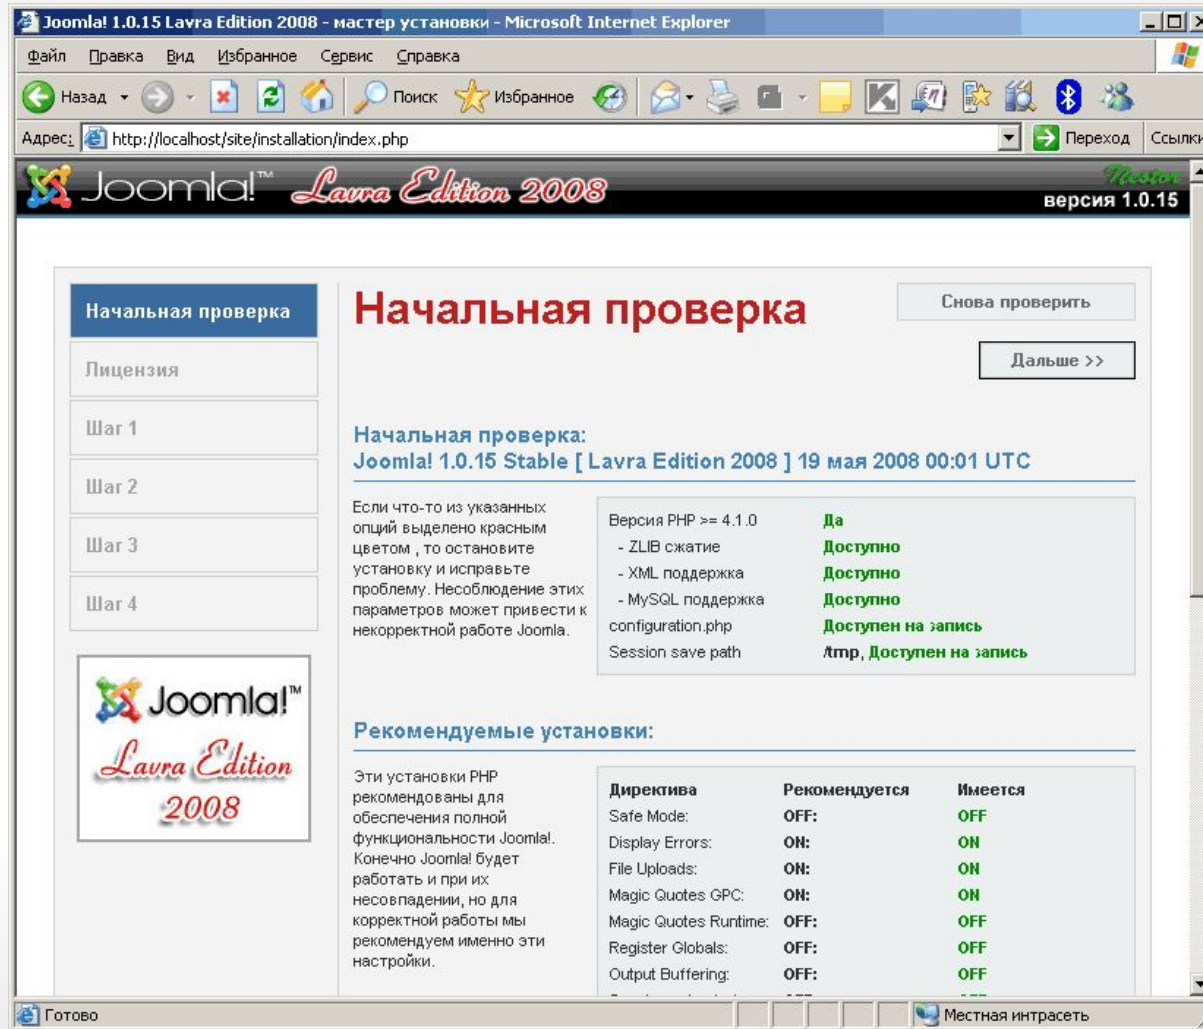 Joomla! 1.0.15 Lavra Edition 2008 - мастер установки - Microsoft Internet Explorer
Файл Правка Вид Избранное Сервис Справка
Назад Поиск Избранное
Адрес: http://localhost/site/installation/index.php Переход Ссылки
Joomla!™ Lavra Edition 2008
Nestor
версия 1.0.15
Начальная проверка
Лицензия
Шаг 1
Шаг 2
Шаг 3
Шаг 4
Joomla!™
Lavra Edition
2008
Начальная проверка
Снова проверить
Дальше >>
Начальная проверка:
Joomla! 1.0.15 Stable [ Lavra Edition 2008 ] 19 мая 2008 00:01 UTC
Если что-то из указанных
опций выделено красным
цветом , то остановите
установку и исправьте
проблему. Несоблюдение этих
параметров может привести к
некорректной работе Joomla.
Версия PHP >= 4.1.0 Да
- ZLIB сжатие Доступно
- XML поддержка Доступно
- MySQL поддержка Доступно
configuration.php Доступен на запись
Session save path /tmp, Доступен на запись
Рекомендуемые установки:
Эти установки PHP
рекомендованы для
обеспечения полной
функциональности Joomla!.
Конечно Joomla! будет
работать и при их
несовпадении, но для
корректной работы мы
рекомендуем именно эти
настройки.
Директива Рекомендуется Имеется
Safe Mode: OFF: OFF
Display Errors: ON: ON
File Uploads: ON: ON
Magic Quotes GPC: ON: ON
Magic Quotes Runtime: OFF: OFF
Register Globals: OFF: OFF
Output Buffering: OFF: OFF
Готово Местная интрасеть